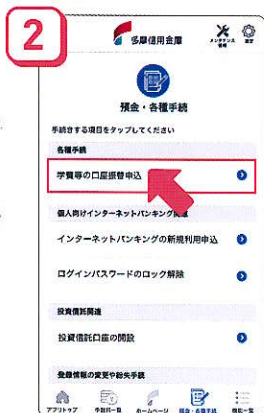 2
多摩信用金庫
メンテナンス
情報
設定
預金・各種手続
手続きする項目をタップしてください
各種手続
学費等の口座振替申込
個人向けインターネットバンキング関連
インターネットバンキングの新規利用申込
ログインパスワードのロック解除
投資信託関連
投資信託口座の開設
登録情報の変更や紛失手続
アプリトップ
ホームページ
預金・各種手続